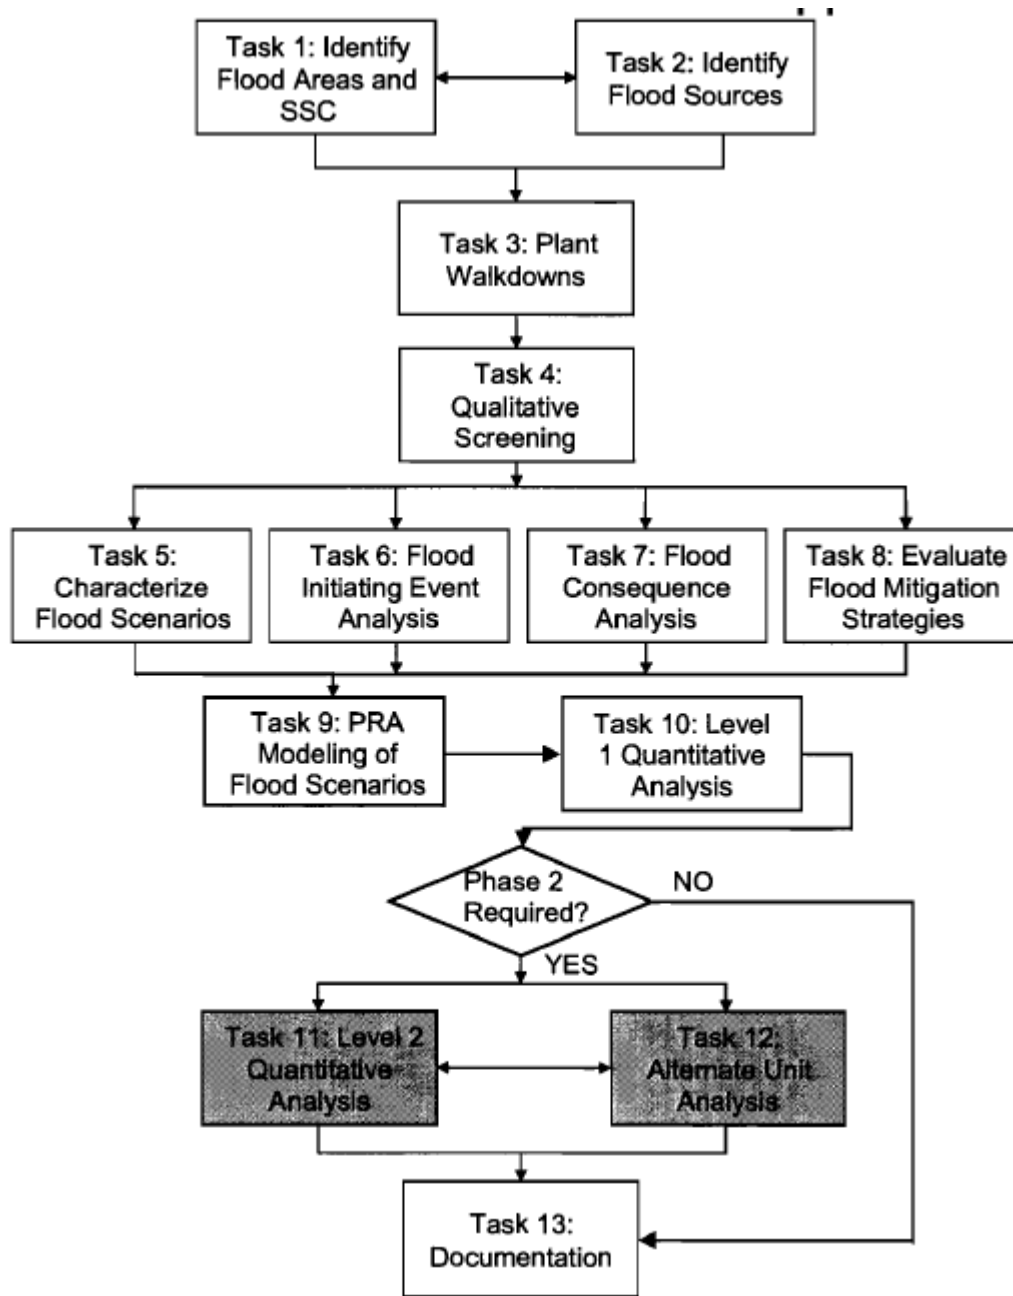 Task 1: Identify
Flood Areas and
SSC
Task 2: Identify
Flood Sources
Task 3: Plant
Walkdowns
Task 4:
Qualitative
Screening
Task 5:
Characterize
Flood Scenarios
Task 6: Flood
Initiating Event
Analysis
Task 7: Flood
Consequence
Analysis
Task 8: Evaluate
Flood Mitigation
Strategies
Task 9: PRA
Modeling of
Flood Scenarios
Task 10: Level
1 Quantitative
Analysis
Phase 2
Required?
NO
YES
Task 11: Level 2
Quantitative
Analysis
Task 12:
Alternate Unit
Analysis
Task 13:
Documentation